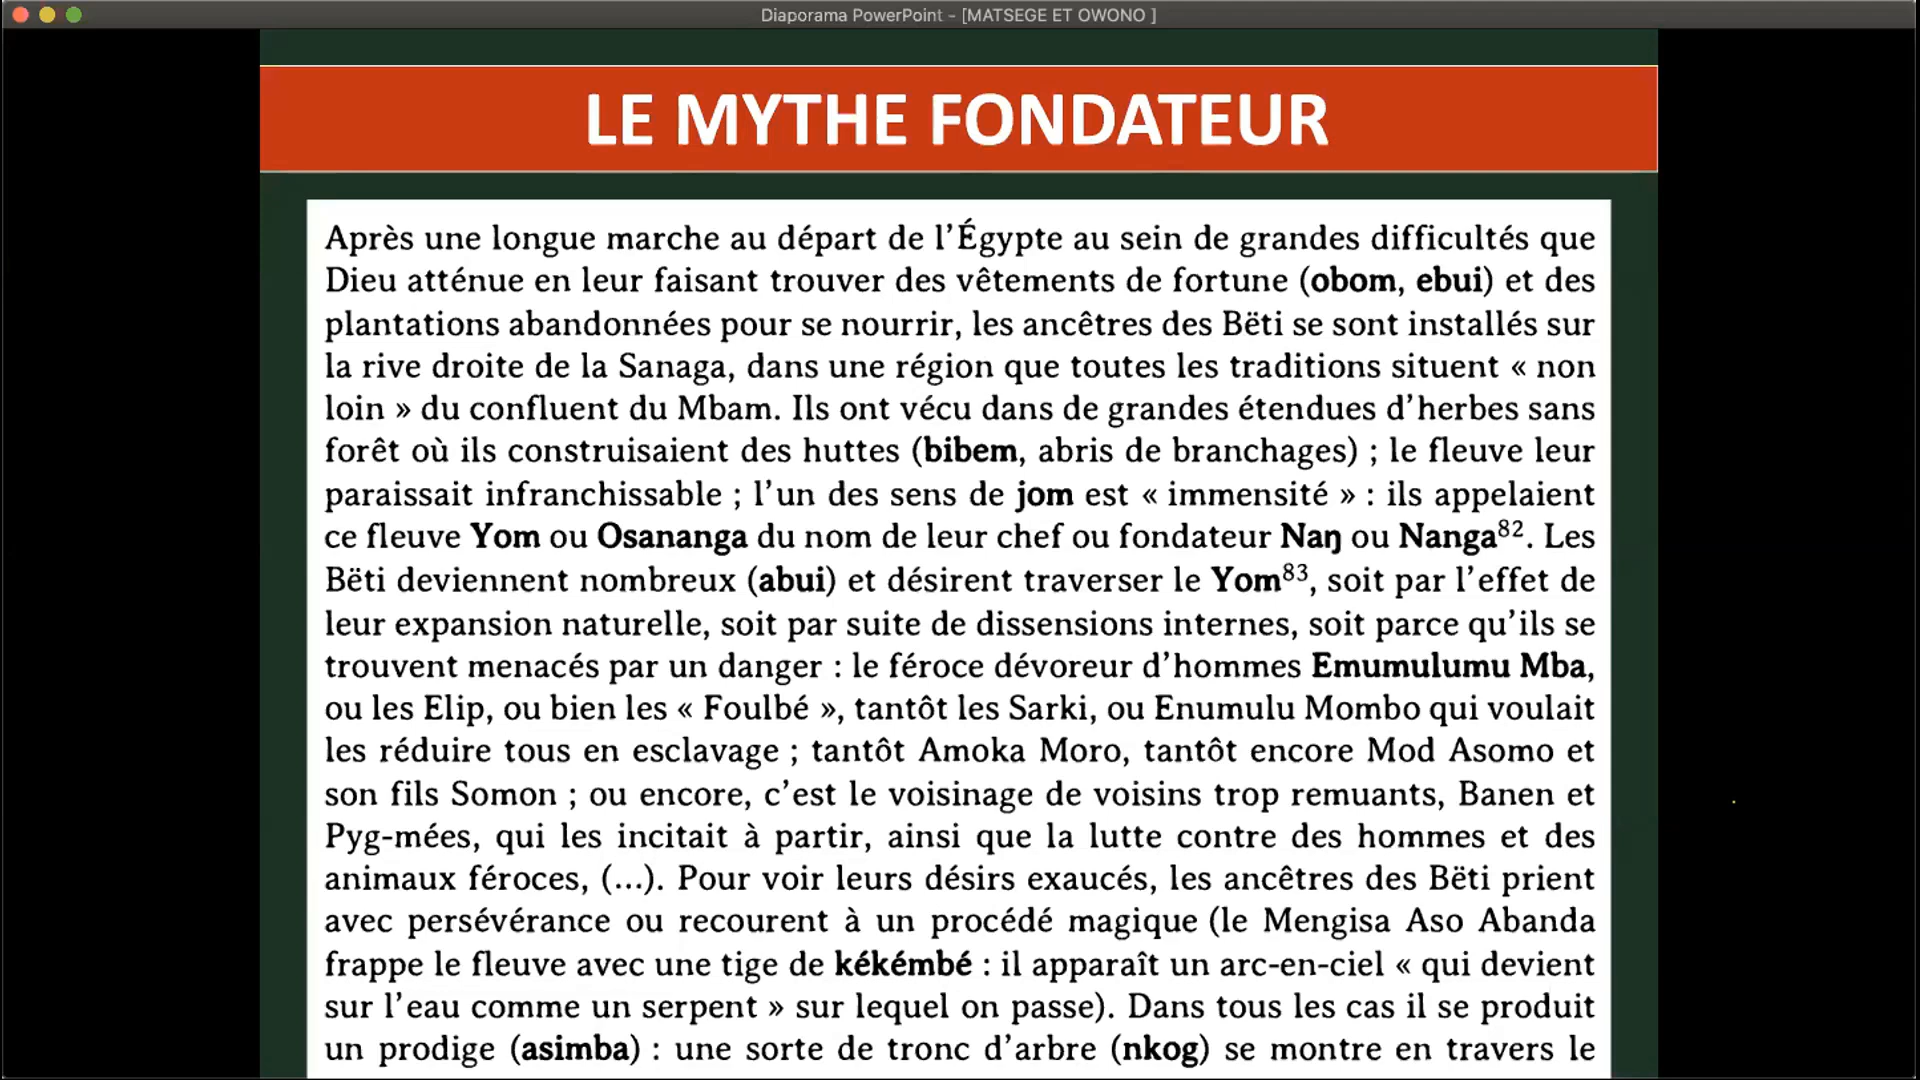 Diaporama PowerPoint - [MATSEGE ET OWONO ]
LE MYTHE FONDATEUR
Après une longue marche au départ de l’Égypte au sein de grandes difficultés que
Dieu atténue en leur faisant trouver des vêtements de fortune (obom, ebui) et des
plantations abandonnées pour se nourrir, les ancêtres des Bëti se sont installés sur
la rive droite de la Sanaga, dans une région que toutes les traditions situent « non
loin » du confluent du Mbam. Ils ont vécu dans de grandes étendues d’herbes sans
forêt où ils construisaient des huttes (bibem, abris de branchages) ; le fleuve leur
paraissait infranchissable ; l’un des sens de jom est « immensité » : ils appelaient
ce fleuve Yom ou Osananga du nom de leur chef ou fondateur Naŋ ou Nanga⁸². Les
Bëti deviennent nombreux (abui) et désirent traverser le Yom⁸³, soit par l’effet de
leur expansion naturelle, soit par suite de dissensions internes, soit parce qu’ils se
trouvent menacés par un danger : le féroce dévoreur d’hommes Emumulumu Mba,
ou les Elip, ou bien les « Foulbé », tantôt les Sarki, ou Enumulu Mombo qui voulait
les réduire tous en esclavage ; tantôt Amoka Moro, tantôt encore Mod Asomo et
son fils Somon ; ou encore, c’est le voisinage de voisins trop remuants, Banen et
Pyg-mées, qui les incitait à partir, ainsi que la lutte contre des hommes et des
animaux féroces, (...). Pour voir leurs désirs exaucés, les ancêtres des Bëti prient
avec persévérance ou recourent à un procédé magique (le Mengisa Aso Abanda
frappe le fleuve avec une tige de kékémbé : il apparaît un arc-en-ciel « qui devient
sur l’eau comme un serpent » sur lequel on passe). Dans tous les cas il se produit
un prodige (asimba) : une sorte de tronc d’arbre (nkog) se montre en travers le